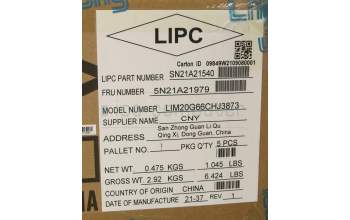 LIPC
Carton ID 09849W2109080001
LIPC PART NUMBER SN21A21540
FRU NUMBER 5N21A21979
MODEL NUMBER LIM20G66CHJ3873
SUPPLIER NAME CNY
ADDRESS San Zhong Guan Li Qu
Qing Xi, Dong Guan, China
PALLET NO 1 PKG Q'TY 5 PCS
NET WT 0.475 KGS 1.045 LBS
GROSS WT 2.92 KGS 6.424 LBS
COUNTRY OF ORIGIN CHINA
DATE OF MANUFACTURE 21-37 REV 1